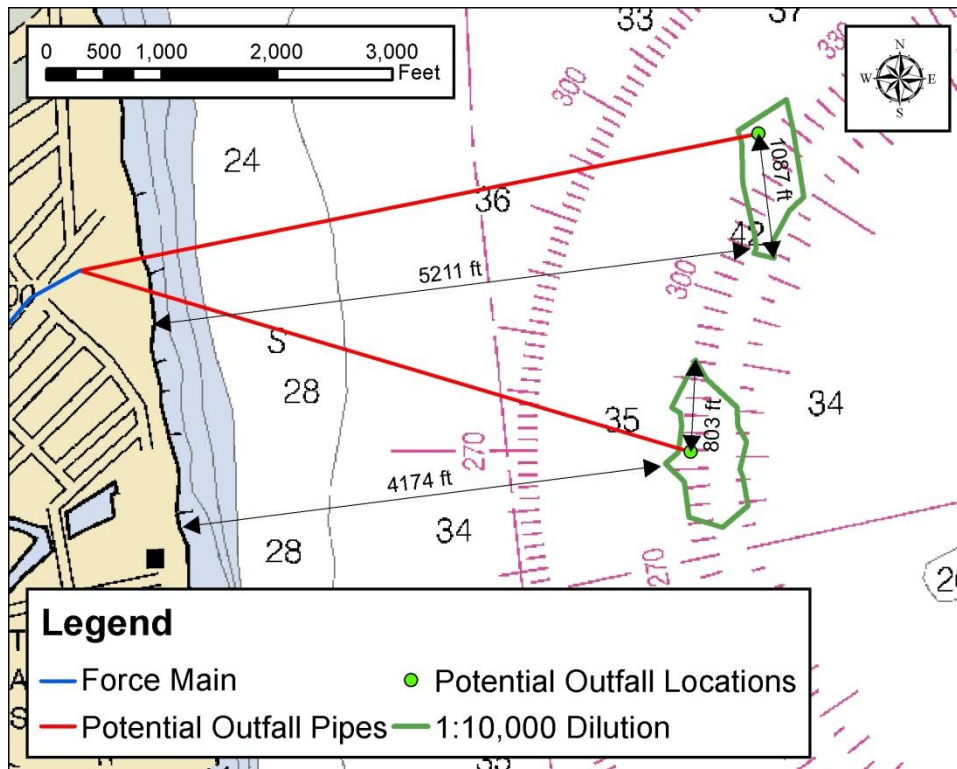 33
37
0 500 1,000 2,000 3,000
Feet
N
W E
S
330
300
24
36
1087 ft
42
5211 ft
300
S
28
35
34
803 ft
270
4174 ft
34
28
270
Legend
Force Main
Potential Outfall Locations
Potential Outfall Pipes
1:10,000 Dilution
T
A
S